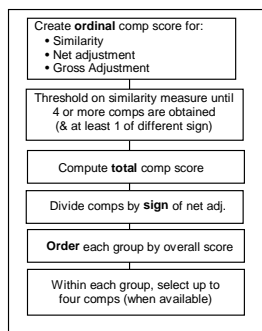 Create ordinal comp score for:
• Similarity
• Net adjustment
• Gross Adjustment
Threshold on similarity measure until
4 or more comps are obtained
(& at least 1 of different sign)
Compute total comp score
Divide comps by sign of net adj.
Order each group by overall score
Within each group, select up to
four comps (when available)